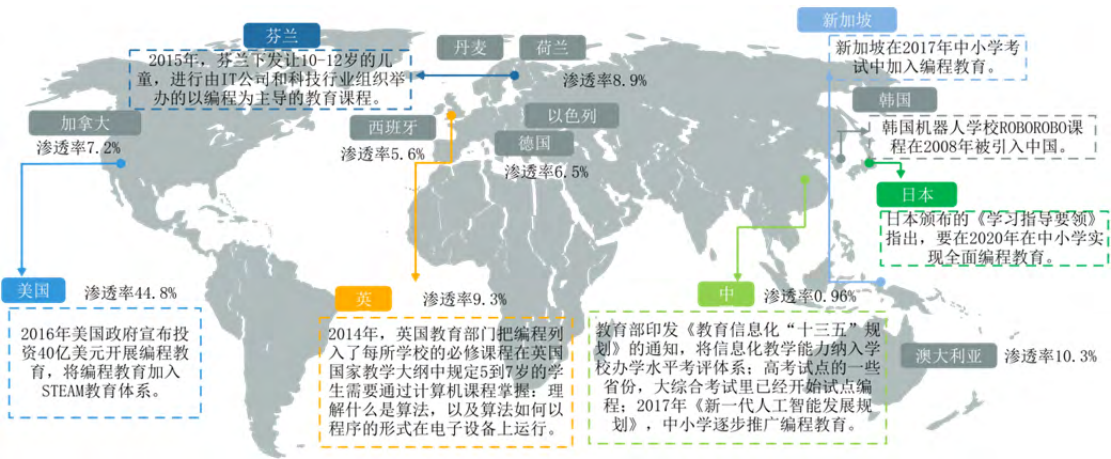 芬兰
2015年，芬兰下发让10-12岁的儿
童，进行由IT公司和科技行业组织举
办的以编程为主导的教育课程。
丹麦
荷兰
渗透率8.9%
新加坡
新加坡在2017年中小学考
试中加入编程教育。
加拿大
渗透率7.2%
西班牙
渗透率5.6%
以色列
德国
渗透率6.5%
韩国
韩国机器人学校ROBOROBO课
程在2008年被引入中国。
日本
日本颁布的《学习指导要领》
指出，要在2020年在中小学实
现全面编程教育。
美国
渗透率44.8%
2016年美国政府宣布投
资40亿美元开展编程教
育，将编程教育加入
STEAM教育体系。
英
渗透率9.3%
2014年，英国教育部门把编程列
入了每所学校的必修课程在英国
国家教学大纲中规定5到7岁的学
生需要通过计算机课程掌握：理
解什么是算法，以及算法如何以
程序的形式在电子设备上运行。
中
渗透率0.96%
教育部印发《教育信息化“十三五”规
划》的通知，将信息化教学能力纳入学
校办学水平考评体系；高考试点的一些
省份，大综合考试里已经开始试点编
程；2017年《新一代人工智能发展规
划》，中小学逐步推广编程教育。
澳大利亚
渗透率10.3%